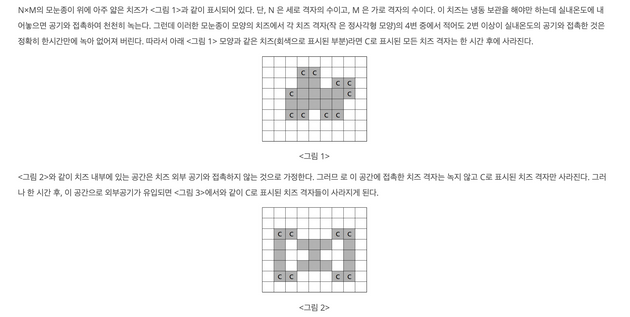 N×M의 모눈종이 위에 아주 얇은 치즈가 <그림 1>과 같이 표시되어 있다. 단, N 은 세로 격자의 수이고, M 은 가로 격자의 수이다. 이 치즈는 냉동 보관을 해야만 하는데 실내온도에 내
어놓으면 공기와 접촉하여 천천히 녹는다. 그런데 이러한 모눈종이 모양의 치즈에서 각 치즈 격자(작 은 정사각형 모양)의 4변 중에서 적어도 2변 이상이 실내온도의 공기와 접촉한 것은
정확히 한시간만에 녹아 없어져 버린다. 따라서 아래 <그림 1> 모양과 같은 치즈(회색으로 표시된 부분)라면 C로 표시된 모든 치즈 격자는 한 시간 후에 사라진다.
C C
C C
C C
C C C C
<그림 1>
<그림 2>와 같이 치즈 내부에 있는 공간은 치즈 외부 공기와 접촉하지 않는 것으로 가정한다. 그러므 로 이 공간에 접촉한 치즈 격자는 녹지 않고 C로 표시된 치즈 격자만 사라진다. 그러
나 한 시간 후, 이 공간으로 외부공기가 유입되면 <그림 3>에서와 같이 C로 표시된 치즈 격자들이 사라지게 된다.
C C C C
C C C C
<그림 2>